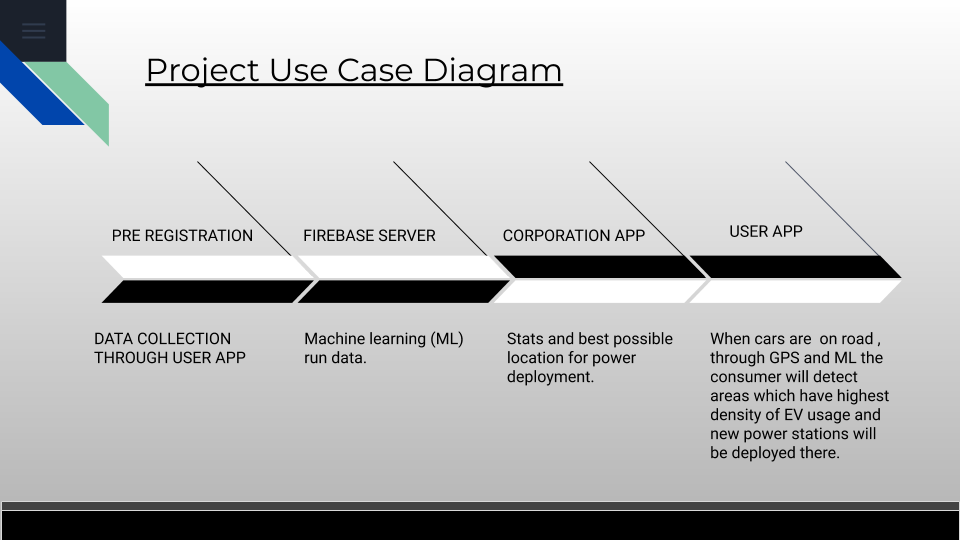 Project Use Case Diagram
PRE REGISTRATION
FIREBASE SERVER
CORPORATION APP
USER APP
DATA COLLECTION
THROUGH USER APP
Machine learning (ML)
run data.
Stats and best possible
location for power
deployment.
When cars are  on road ,
through GPS and ML the
consumer will detect
areas which have highest
density of EV usage and
new power stations will
be deployed there.